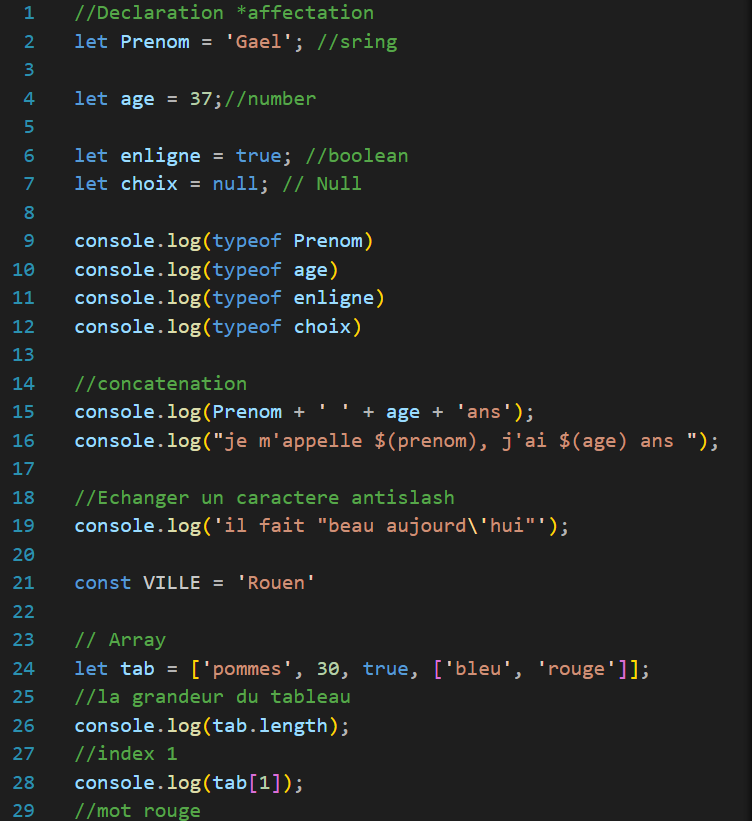 1 //Declaration *affectation
2 let Prenom = 'Gael'; //sring
3
4 let age = 37;//number
5
6 let enligne = true; //boolean
7 let choix = null; // Null
8
9 console.log(typeof Prenom)
10 console.log(typeof age)
11 console.log(typeof enligne)
12 console.log(typeof choix)
13
14 //concatenation
15 console.log(Prenom + ' ' + age + 'ans');
16 console.log("je m'appelle $(prenom), j'ai $(age) ans ");
17
18 //Echanger un caractere antislash
19 console.log('il fait "beau aujourd\'hui"');
20
21 const VILLE = 'Rouen'
22
23 // Array
24 let tab = ['pommes', 30, true, ['bleu', 'rouge']];
25 //la grandeur du tableau
26 console.log(tab.length);
27 //index 1
28 console.log(tab[1]);
29 //mot rouge